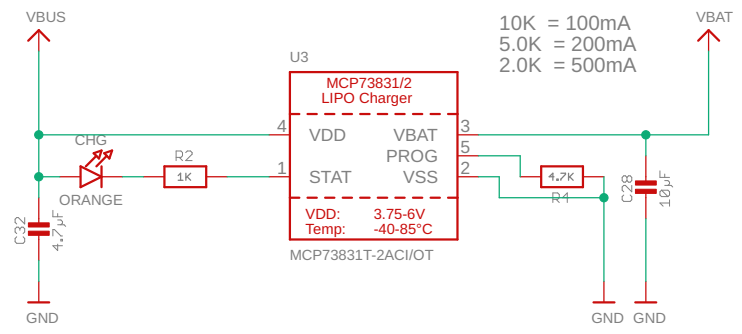 VBUS
VBAT
10K = 100mA
5.0K = 200mA
2.0K = 500mA
U3
MCP73831/2
LIPO Charger
4
VDD
VBAT
3
CHG
PROG
5
R2
1K
1
STAT
VSS
2
4.7K
R4
ORANGE
C32
4.7µF
C28
10µF
VDD: 3.75-6V
Temp: -40-85°C
MCP73831T-2ACI/OT
GND
GND
GND